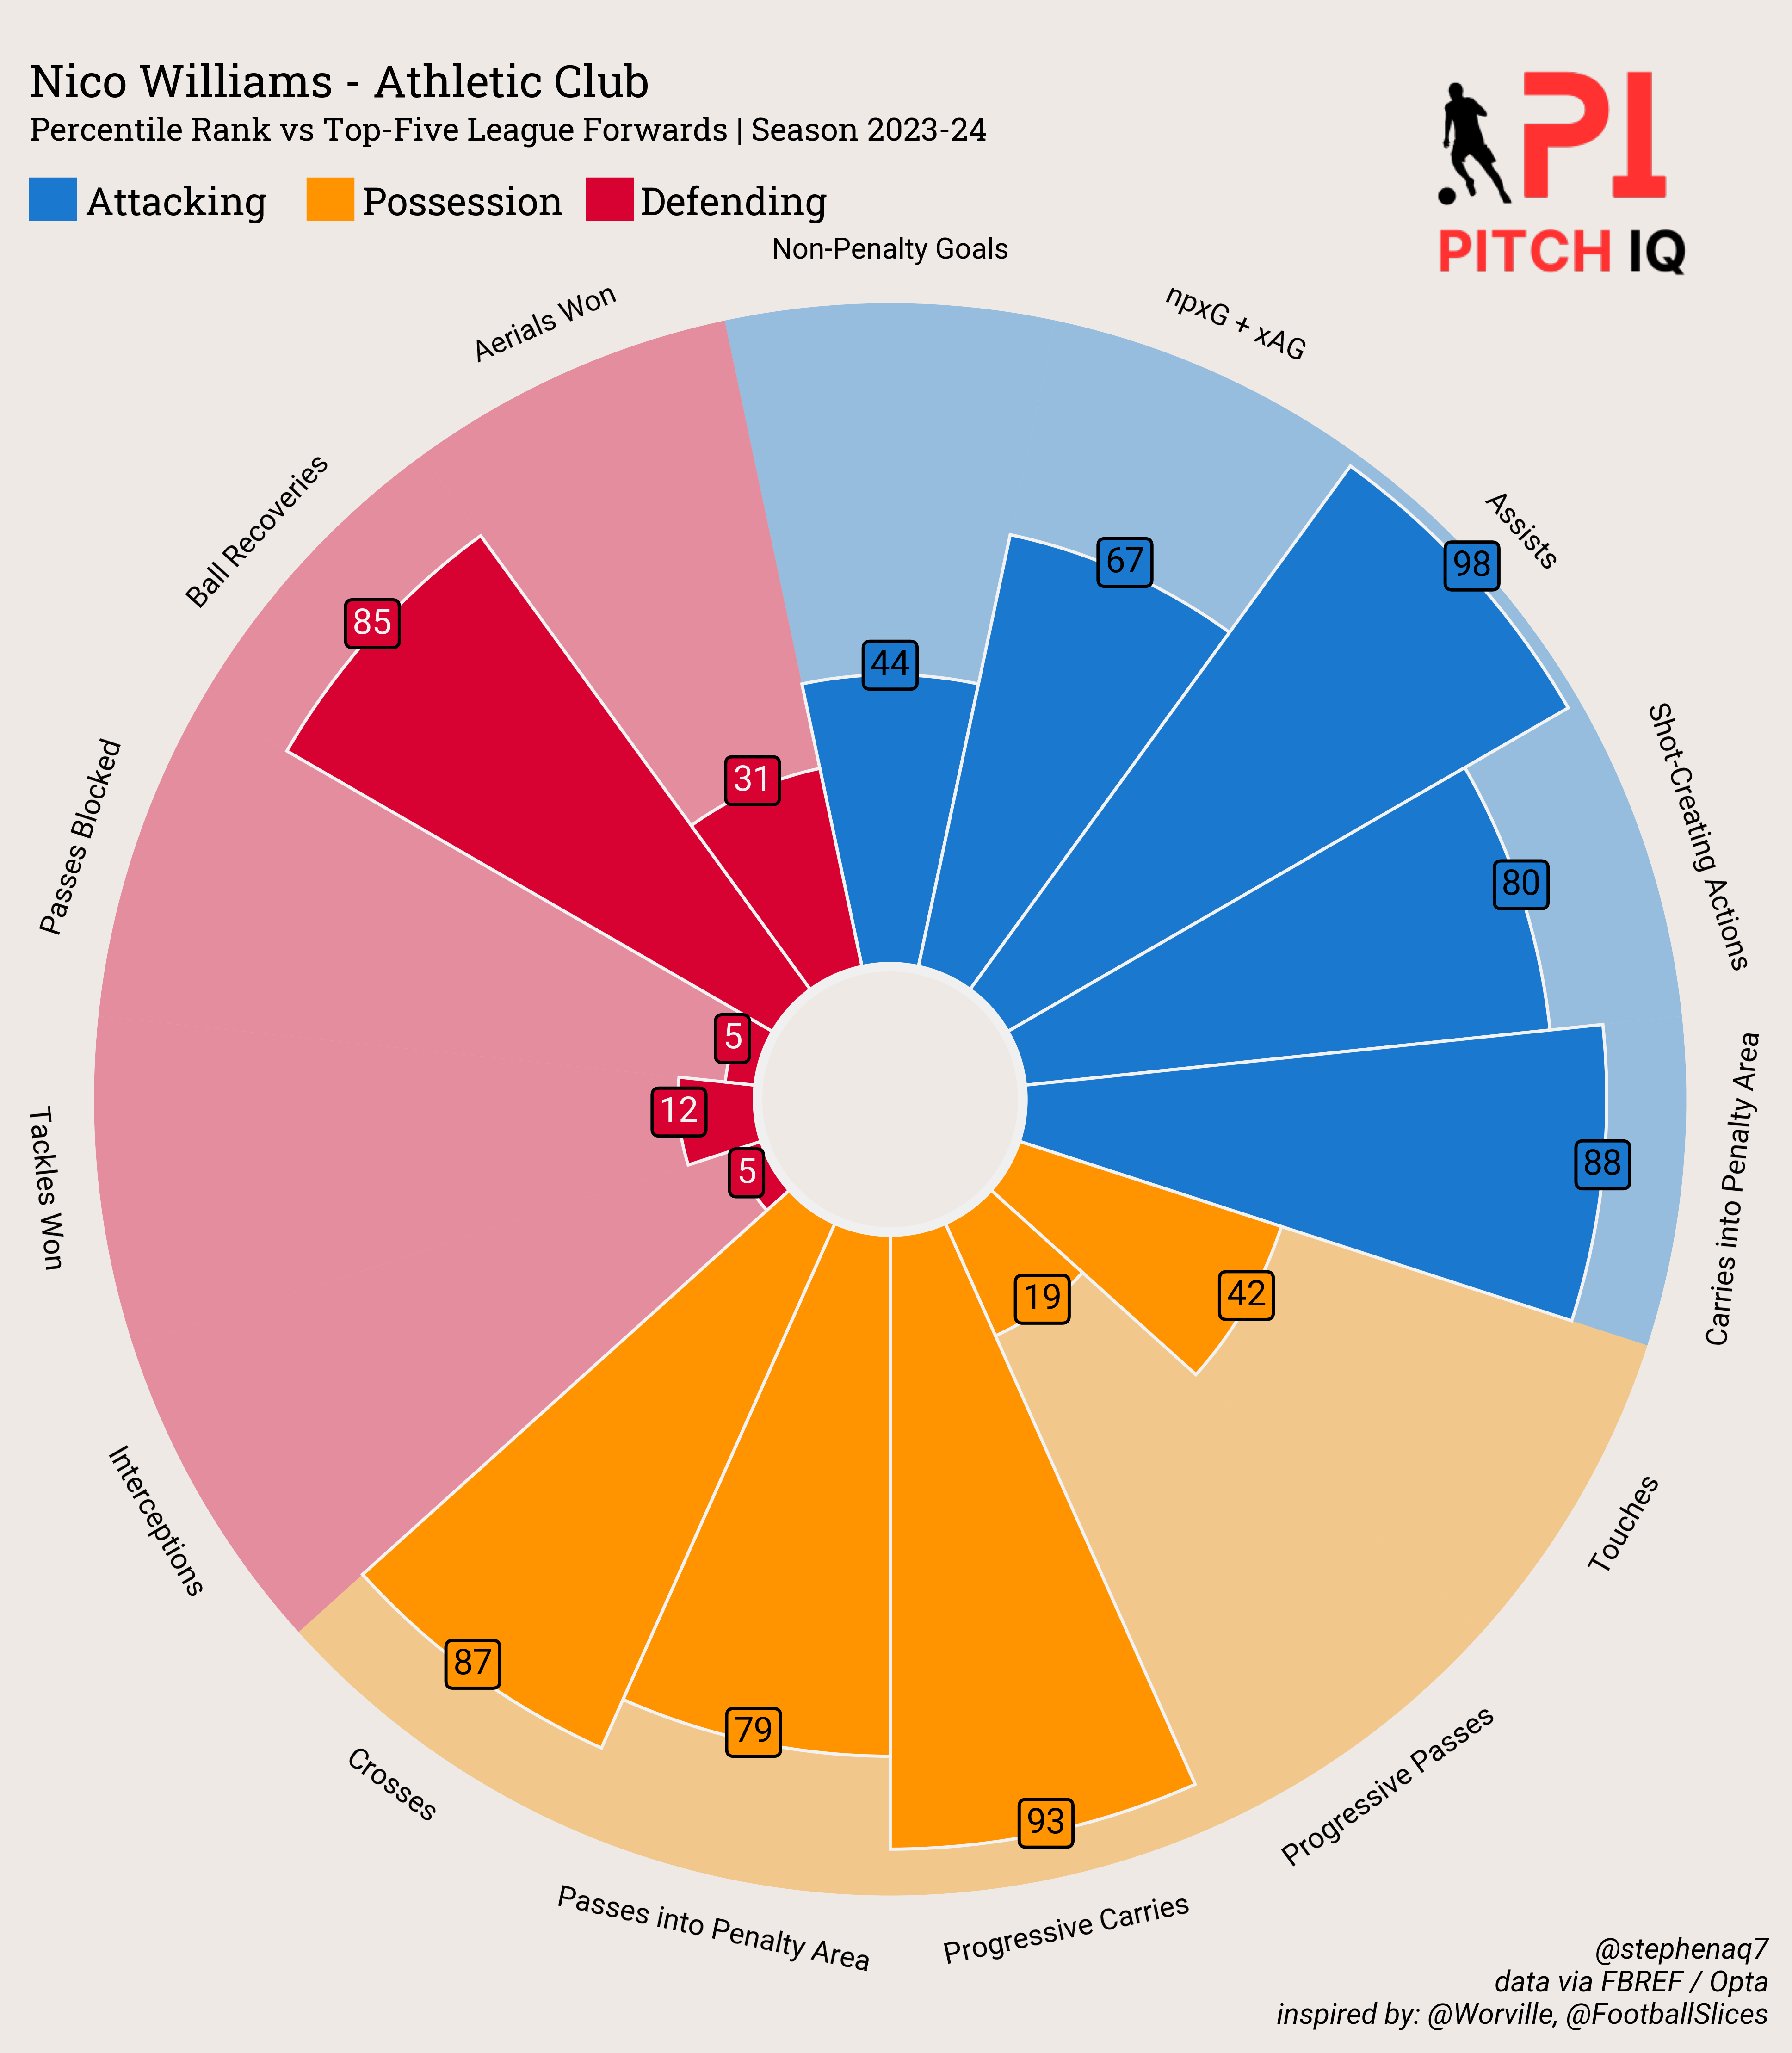 Nico Williams - Athletic Club
Percentile Rank vs Top-Five League Forwards | Season 2023-24
Attacking
Possession
Defending
PI
PITCH IQ
Non-Penalty Goals
44
npxG + xAG
67
Assists
98
Shot-Creating Actions
80
Carries into Penalty Area
88
Touches
42
Progressive Passes
19
Progressive Carries
93
Passes into Penalty Area
79
Crosses
87
Interceptions
5
Tackles Won
12
Passes Blocked
5
Ball Recoveries
85
Aerials Won
31
@stephenaq7
data via FBREF / Opta
inspired by: @Worville, @FootballSlices